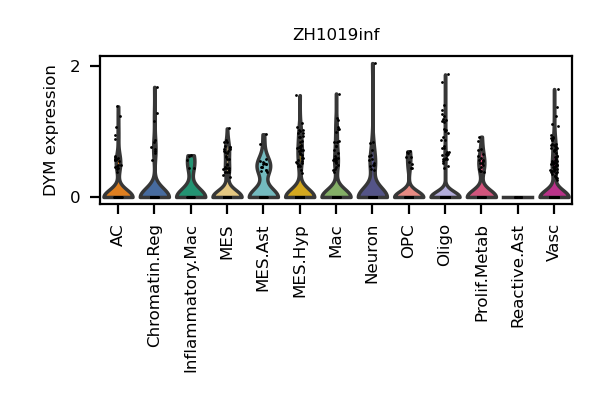 ZH1019inf
DYM expression
2
0
AC
Chromatin.Reg
Inflammatory.Mac
MES
MES.Ast
MES.Hyp
Mac
Neuron
OPC
Oligo
Prolif.Metab
Reactive.Ast
Vasc